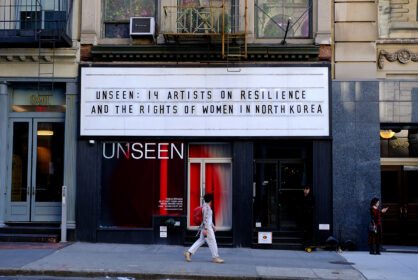 UNSEEN: 14 ARTISTS ON RESILIENCE
AND THE RIGHTS OF WOMEN IN NORTH KOREA
UNSEEN